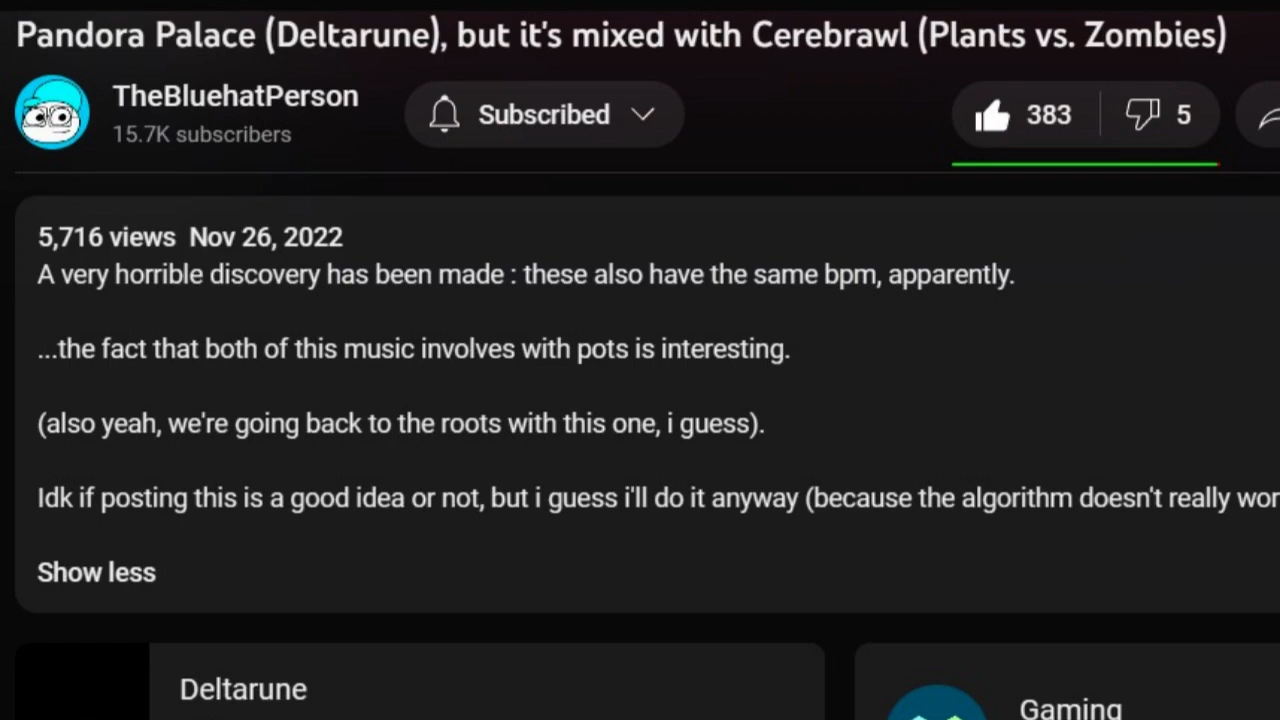 Pandora Palace (Deltarune), but it's mixed with Cerebrawl (Plants vs. Zombies)
TheBluehatPerson
15.7K subscribers
Subscribed
383
5
5,716 views Nov 26, 2022
A very horrible discovery has been made : these also have the same bpm, apparently.
...the fact that both of this music involves with pots is interesting.
(also yeah, we're going back to the roots with this one, i guess).
Idk if posting this is a good idea or not, but i guess i'll do it anyway (because the algorithm doesn't really
Show less
Deltarune
Gaming